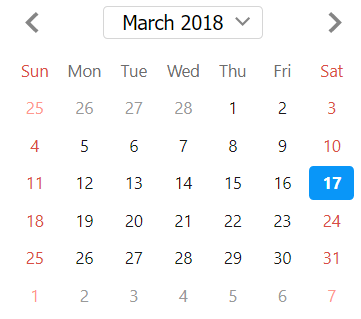 March 2018
Sun Mon Tue Wed Thu Fri Sat
25 26 27 28 1 2 3
4 5 6 7 8 9 10
11 12 13 14 15 16 17
18 19 20 21 22 23 24
25 26 27 28 29 30 31
1 2 3 4 5 6 7